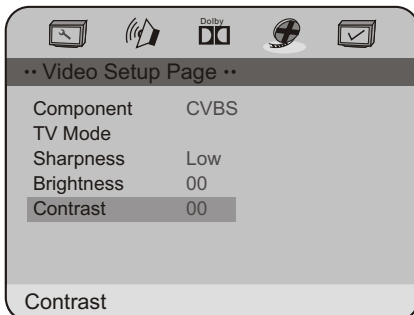 Dolby
•• Video Setup Page ••
Component CVBS
TV Mode
Sharpness Low
Brightness 00
Contrast 00
Contrast